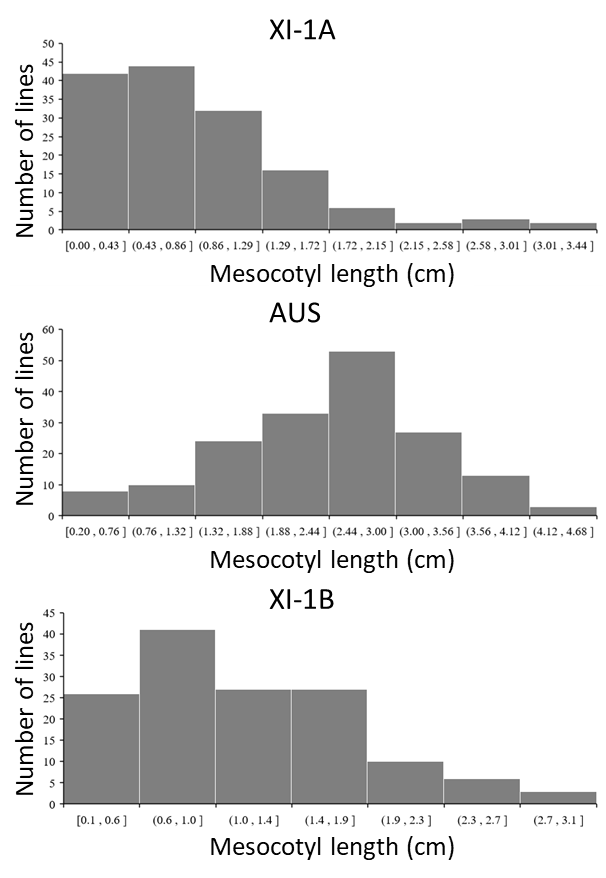 XI-1A
50
45
40
35
30
25
20
15
10
5
0
Number of lines
[0.00 , 0.43 ] (0.43 , 0.86 ] (0.86 , 1.29 ] (1.29 , 1.72 ] (1.72 , 2.15 ] (2.15 , 2.58 ] (2.58 , 3.01 ] (3.01 , 3.44 ]
Mesocotyl length (cm)
AUS
60
50
40
30
20
10
0
Number of lines
[0.20 , 0.76 ] (0.76 , 1.32 ] (1.32 , 1.88 ] (1.88 , 2.44 ] (2.44 , 3.00 ] (3.00 , 3.56 ] (3.56 , 4.12 ] (4.12 , 4.68 ]
Mesocotyl length (cm)
XI-1B
45
40
35
30
25
20
15
10
5
0
Number of lines
[0.1 , 0.6 ] (0.6 , 1.0 ] (1.0 , 1.4 ] (1.4 , 1.9 ] (1.9 , 2.3 ] (2.3 , 2.7 ] (2.7 , 3.1 ]
Mesocotyl length (cm)